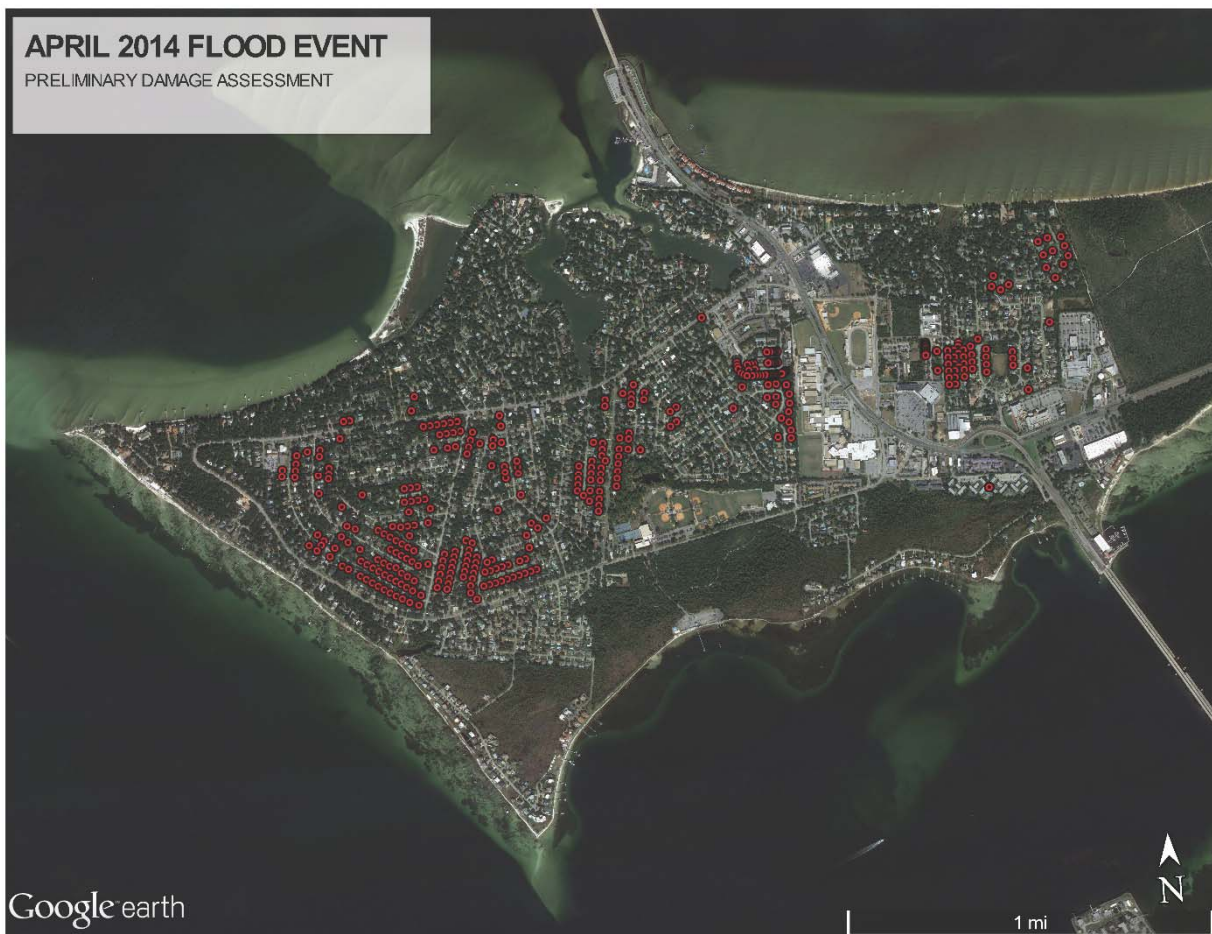 APRIL 2014 FLOOD EVENT
PRELIMINARY DAMAGE ASSESSMENT
N
Google earth
1 mi